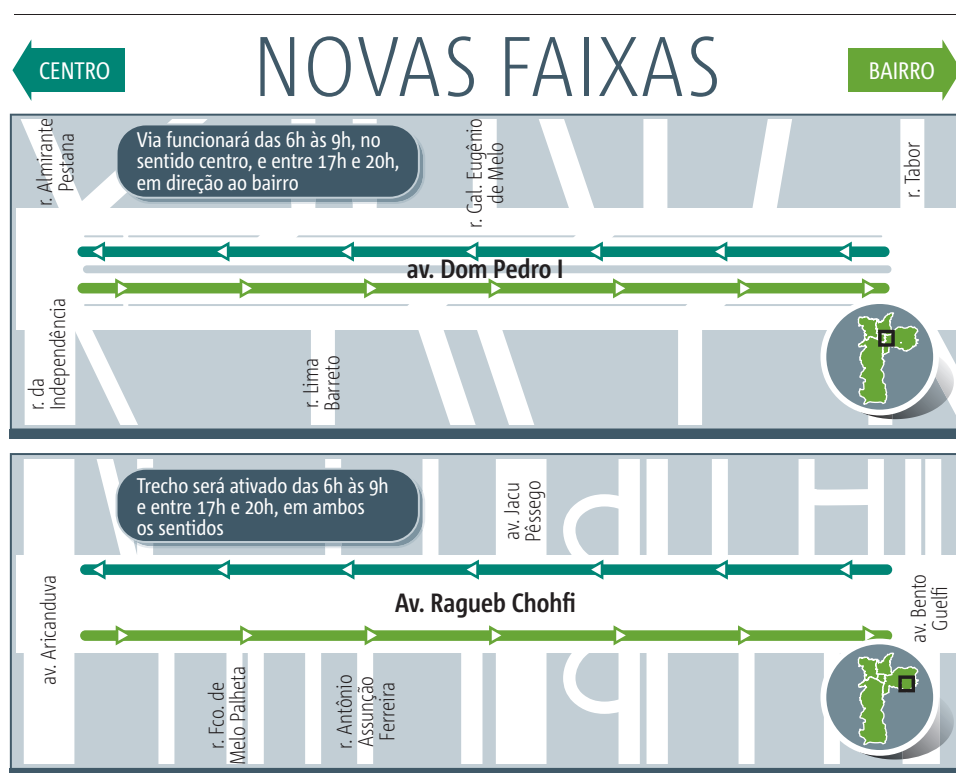 CENTRO
NOVAS FAIXAS
BAIRRO
r. Almirante
Pestana
Via funcionará das 6h às 9h, no
sentido centro, e entre 17h e 20h,
em direção ao bairro
r. Gal. Eugênio
de Melo
r. Tabor
av. Dom Pedro I
r. da
Independência
r. Lima
Barreto
Trecho será ativado das 6h às 9h
e entre 17h e 20h, em ambos
os sentidos
av. Jacu
Pêssego
av. Aricanduva
Av. Ragueb Chohfi
av. Bento
Guelfi
r. Fco. de
Melo Palheta
r. Antônio
Assunção
Ferreira